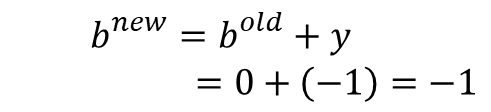 b^new = b^old + y
= 0 + (−1) = −1